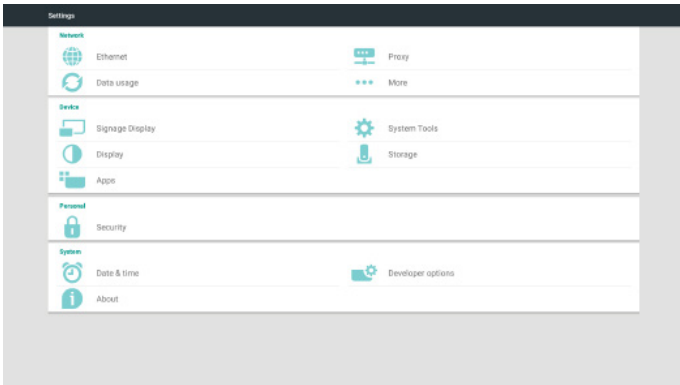 Settings
Network
Ethernet
Proxy
Data usage
More
Device
Signage Display
System Tools
Display
Storage
Apps
Personal
Security
System
Date & time
Developer options
About